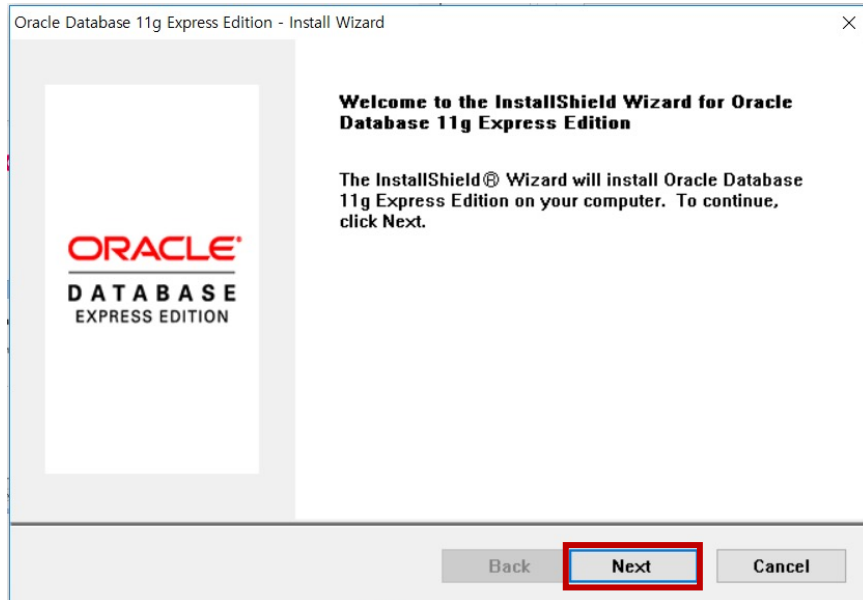 Oracle Database 11g Express Edition - Install Wizard
Welcome to the InstallShield Wizard for Oracle
Database 11g Express Edition
The InstallShield® Wizard will install Oracle Database
11g Express Edition on your computer. To continue,
click Next.
ORACLE
DATABASE
EXPRESS EDITION
Back
Next
Cancel